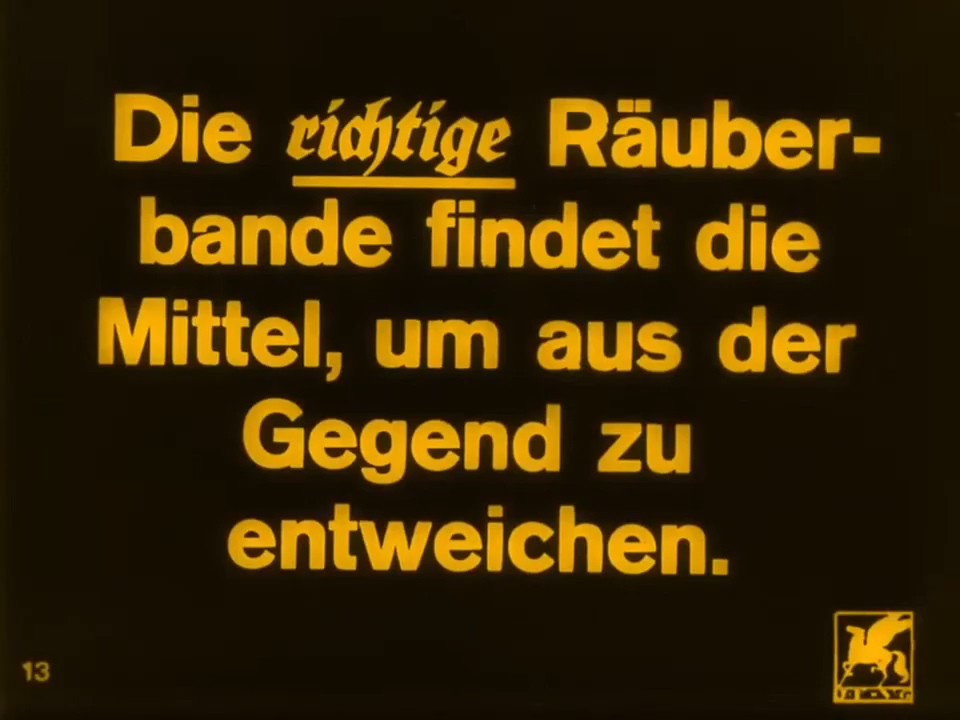 Die richtige Räuber-
bande findet die
Mittel, um aus der
Gegend zu
entweichen.
13